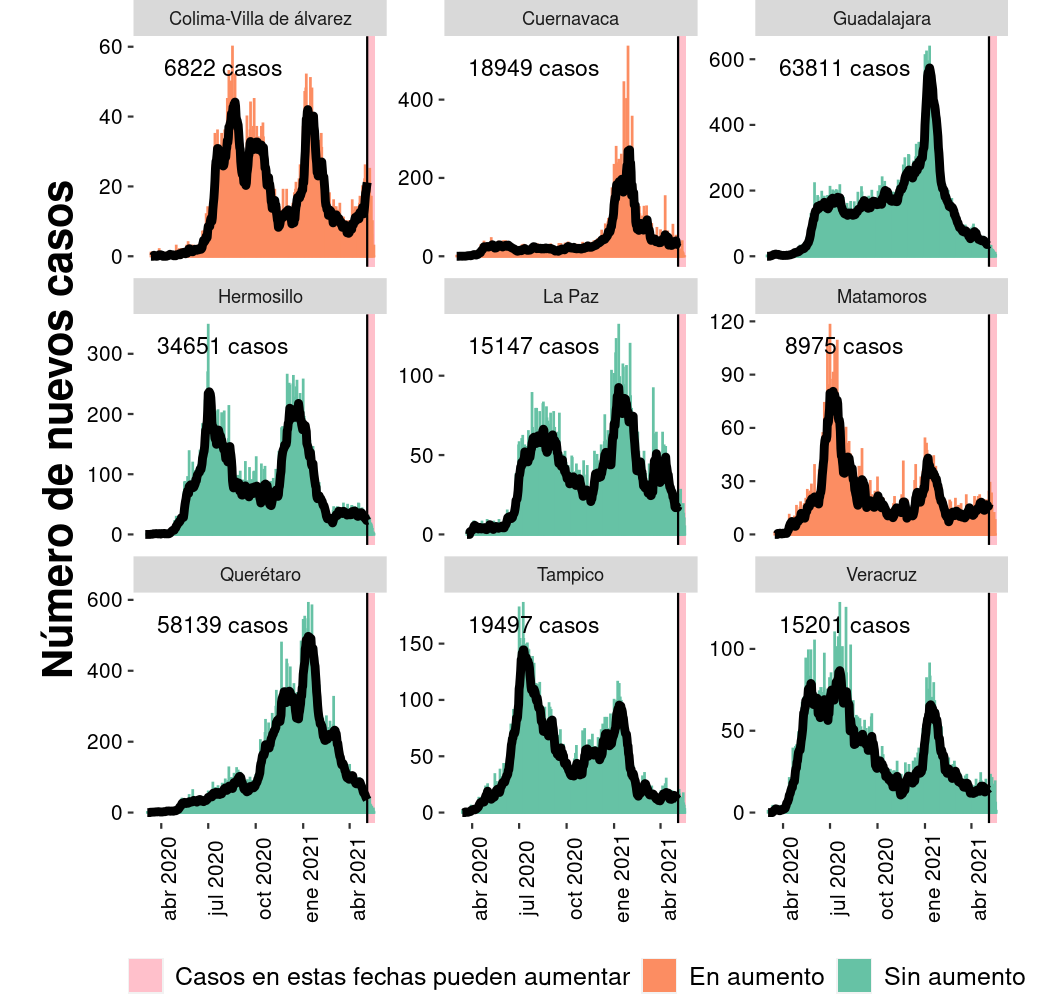 Colima-Villa de álvarez
Cuernavaca
Guadalajara
60
40
20
0
6822 casos
400
200
0
18949 casos
600
400
200
0
63811 casos
Número de nuevos casos
Hermosillo
La Paz
Matamoros
300
200
100
0
34651 casos
100
50
0
15147 casos
120
90
60
30
0
8975 casos
Querétaro
Tampico
Veracruz
600
400
200
0
58139 casos
150
100
50
0
19497 casos
100
50
0
15201 casos
abr 2020
jul 2020
oct 2020
ene 2021
abr 2021
abr 2020
jul 2020
oct 2020
ene 2021
abr 2021
abr 2020
jul 2020
oct 2020
ene 2021
abr 2021
Casos en estas fechas pueden aumentar
En aumento
Sin aumento